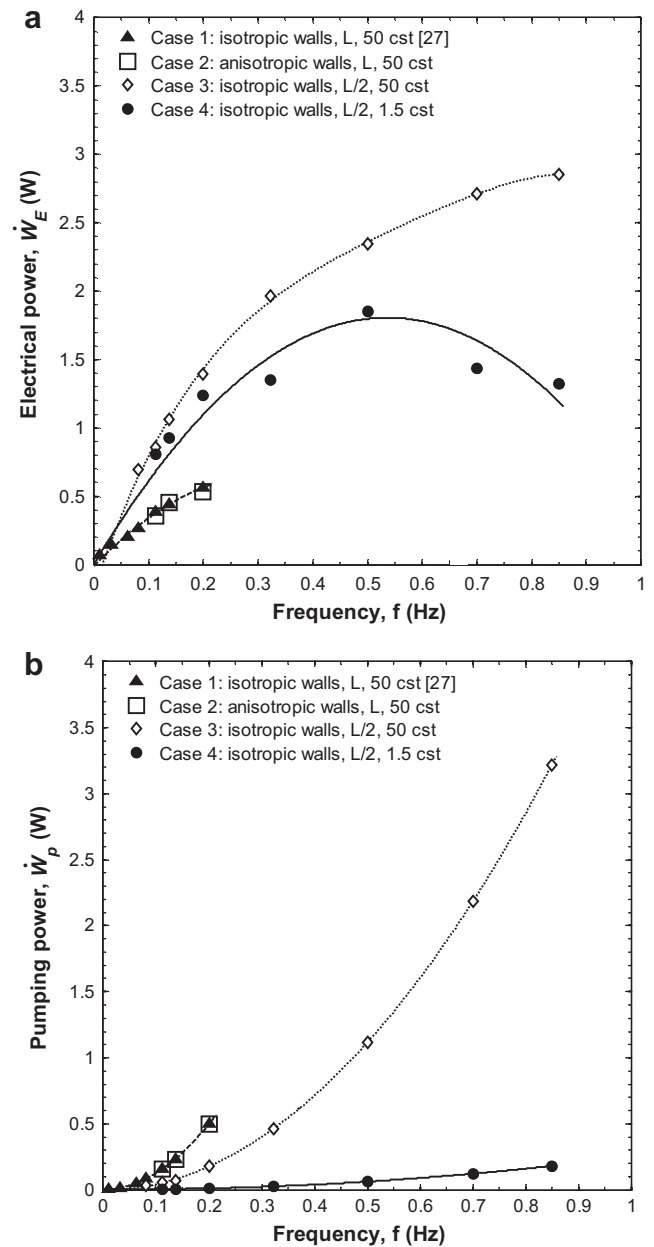 a
4
3.5
3
2.5
2
1.5
1
0.5
0
Electrical power, Ẇ_E (W)
Case 1: isotropic walls, L, 50 cst [27]
Case 2: anisotropic walls, L, 50 cst
Case 3: isotropic walls, L/2, 50 cst
Case 4: isotropic walls, L/2, 1.5 cst
0 0.1 0.2 0.3 0.4 0.5 0.6 0.7 0.8 0.9 1
Frequency, f (Hz)
b
4
3.5
3
2.5
2
1.5
1
0.5
0
Pumping power, Ẇ_p (W)
Case 1: isotropic walls, L, 50 cst [27]
Case 2: anisotropic walls, L, 50 cst
Case 3: isotropic walls, L/2, 50 cst
Case 4: isotropic walls, L/2, 1.5 cst
0 0.1 0.2 0.3 0.4 0.5 0.6 0.7 0.8 0.9 1
Frequency, f (Hz)